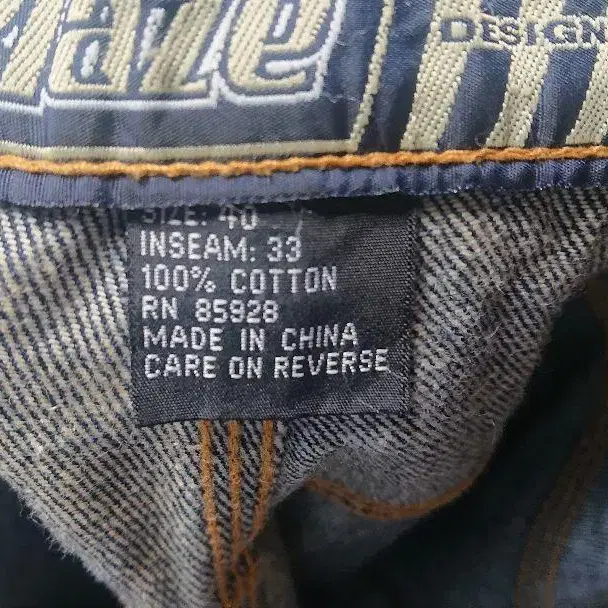 DESIGN
SIZE: 40
INSEAM: 33
100% COTTON
RN 85928
MADE IN CHINA
CARE ON REVERSE